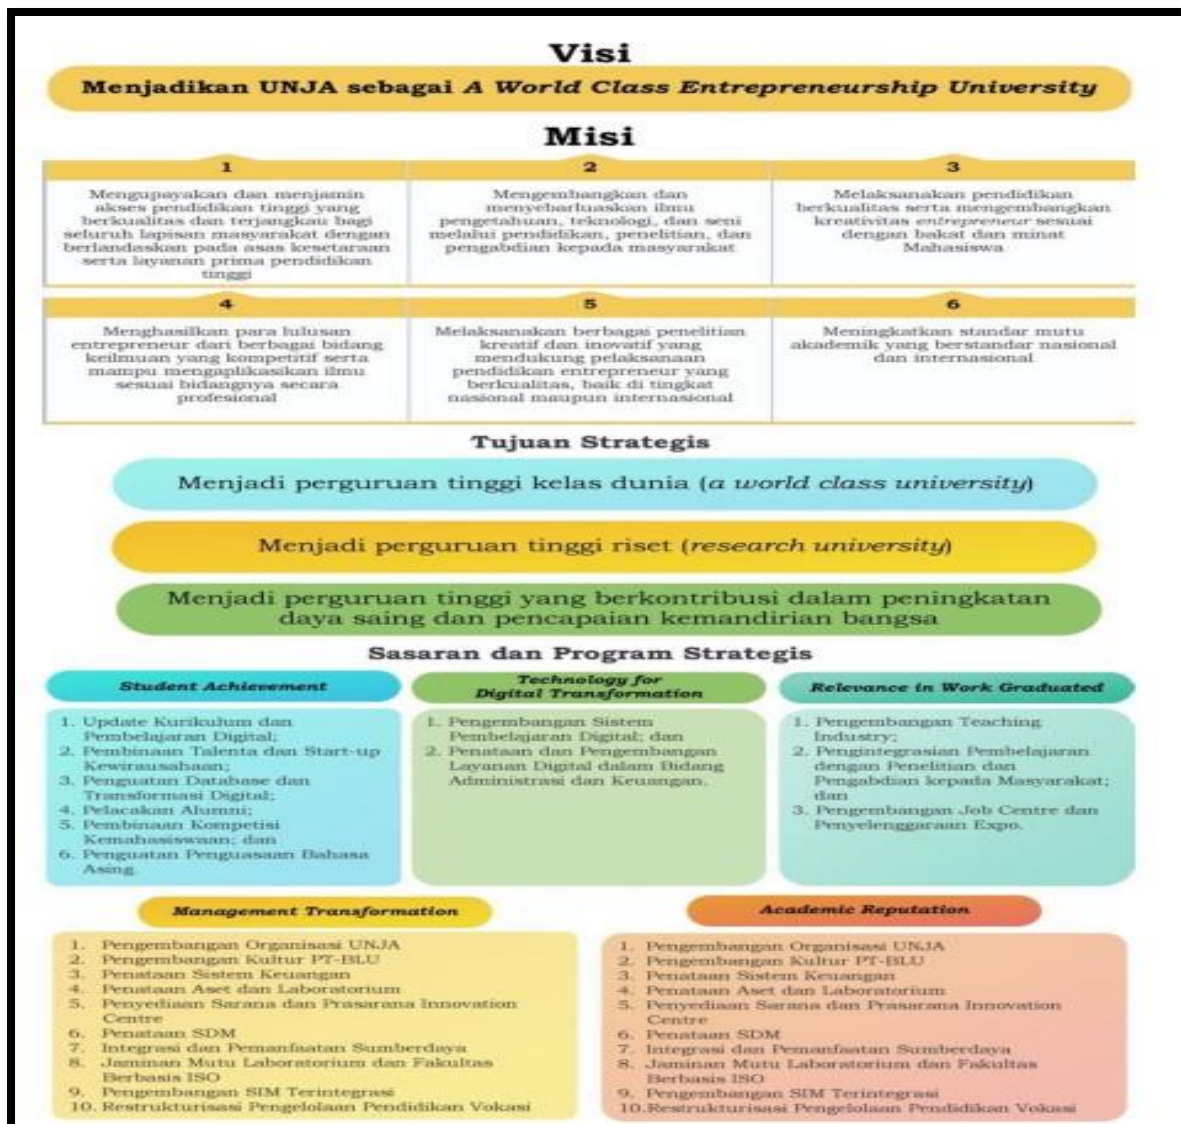 Visi
Menjadikan UNJA sebagai A World Class Entrepreneurship University
Misi
1
Mengupayakan dan menjamin
akses pendidikan tinggi yang
berkualitas dan terjangkau bagi
seluruh lapisan masyarakat dengan
berlandaskan pada asas kesetaraan
serta layanan prima pendidikan
tinggi
2
Mengembangkan dan
menyebarluaskan ilmu
pengetahuan, teknologi, dan seni
melalui pendidikan, penelitian, dan
pengabdian kepada masyarakat
3
Melaksanakan pendidikan
berkualitas serta mengembangkan
kreativitas entrepreneur sesuai
dengan bakat dan minat
Mahasiswa
4
Menghasilkan para lulusan
entrepreneur dari berbagai bidang
keilmuan yang kompetitif serta
mampu mengaplikasikan ilmu
sesuai bidangnya secara
profesional
5
Melaksanakan berbagai penelitian
kreatif dan inovatif yang
mendukung pelaksanaan
pendidikan entrepreneur yang
berkualitas, baik di tingkat
nasional maupun internasional
6
Meningkatkan standar mutu
akademik yang berstandar nasional
dan internasional
Tujuan Strategis
Menjadi perguruan tinggi kelas dunia (a world class university)
Menjadi perguruan tinggi riset (research university)
Menjadi perguruan tinggi yang berkontribusi dalam peningkatan
daya saing dan pencapaian kemandirian bangsa
Sasaran dan Program Strategis
Student Achievement
1. Update Kurikulum dan
Pembelajaran Digital;
2. Pembinaan Talenta dan Start-up
Kewirausahaan;
3. Penguatan Database dan
Transformasi Digital;
4. Pelacakan Alumni;
5. Pembinaan Kompetisi
Kemahasiswaan; dan
6. Penguatan Penguasaan Bahasa
Asing.
Technology for
Digital Transformation
1. Pengembangan Sistem
Pembelajaran Digital; dan
2. Penataan dan Pengembangan
Layanan Digital dalam Bidang
Administrasi dan Keuangan.
Relevance in Work Graduated
1. Pengembangan Teaching
Industry;
2. Pengintegrasian Pembelajaran
dengan Penelitian dan
Pengabdian kepada Masyarakat;
dan
3. Pengembangan Job Centre dan
Penyelenggaraan Expo.
Management Transformation
1. Pengembangan Organisasi UNJA
2. Pengembangan Kultur PT-BLU
3. Penataan Sistem Keuangan
4. Penataan Aset dan Laboratorium
5. Penyediaan Sarana dan Prasarana Innovation
Centre
6. Penataan SDM
7. Integrasi dan Pemanfaatan Sumberdaya
8. Jaminan Mutu Laboratorium dan Fakultas
Berbasis ISO
9. Pengembangan SIM Terintegrasi
10. Restrukturisasi Pengelolaan Pendidikan Vokasi
Academic Reputation
1. Pengembangan Organisasi UNJA
2. Pengembangan Kultur PT-BLU
3. Penataan Sistem Keuangan
4. Penataan Aset dan Laboratorium
5. Penyediaan Sarana dan Prasarana Innovation
Centre
6. Penataan SDM
7. Integrasi dan Pemanfaatan Sumberdaya
8. Jaminan Mutu Laboratorium dan Fakultas
Berbasis ISO
9. Pengembangan SIM Terintegrasi
10. Restrukturisasi Pengelolaan Pendidikan Vokasi